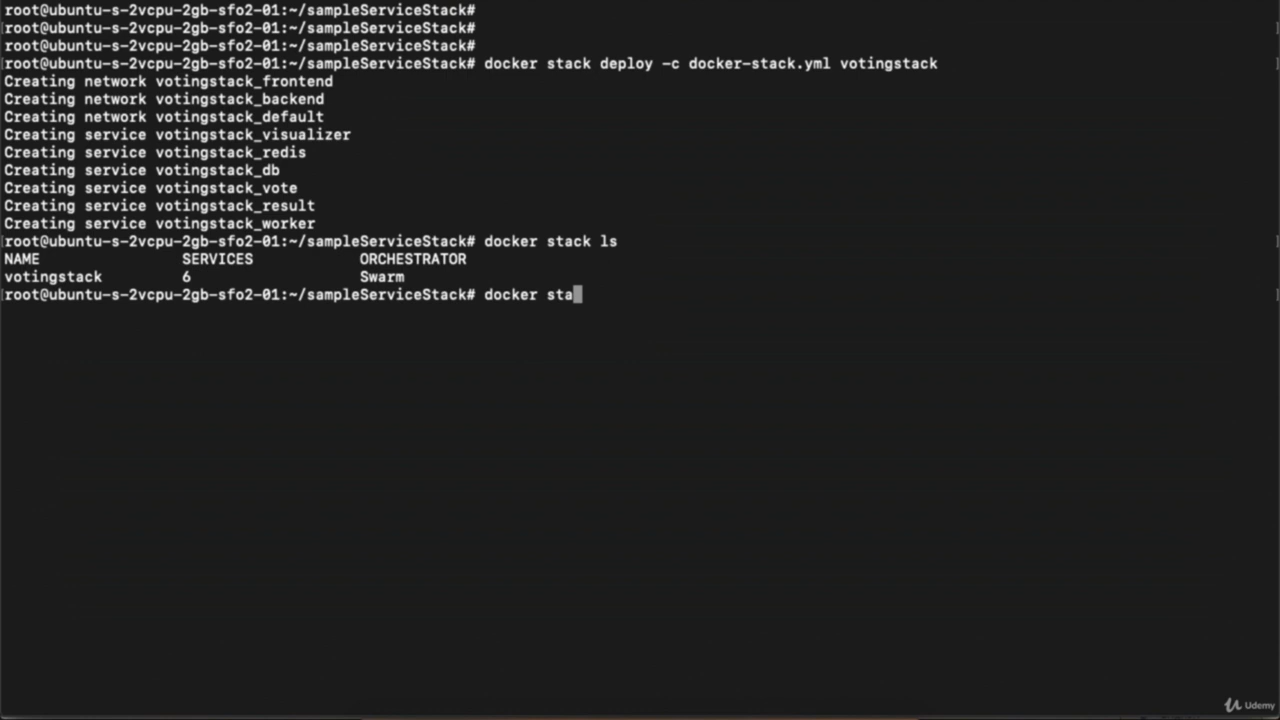 root@ubuntu-s-2vcpu-2gb-sfo2-01:~/sampleServiceStack#
root@ubuntu-s-2vcpu-2gb-sfo2-01:~/sampleServiceStack#
root@ubuntu-s-2vcpu-2gb-sfo2-01:~/sampleServiceStack#
root@ubuntu-s-2vcpu-2gb-sfo2-01:~/sampleServiceStack# docker stack deploy -c docker-stack.yml votingstack
Creating network votingstack_frontend
Creating network votingstack_backend
Creating network votingstack_default
Creating service votingstack_visualizer
Creating service votingstack_redis
Creating service votingstack_db
Creating service votingstack_vote
Creating service votingstack_result
Creating service votingstack_worker
root@ubuntu-s-2vcpu-2gb-sfo2-01:~/sampleServiceStack# docker stack ls
NAME SERVICES ORCHESTRATOR
votingstack 6 Swarm
root@ubuntu-s-2vcpu-2gb-sfo2-01:~/sampleServiceStack# docker sta
Udemy